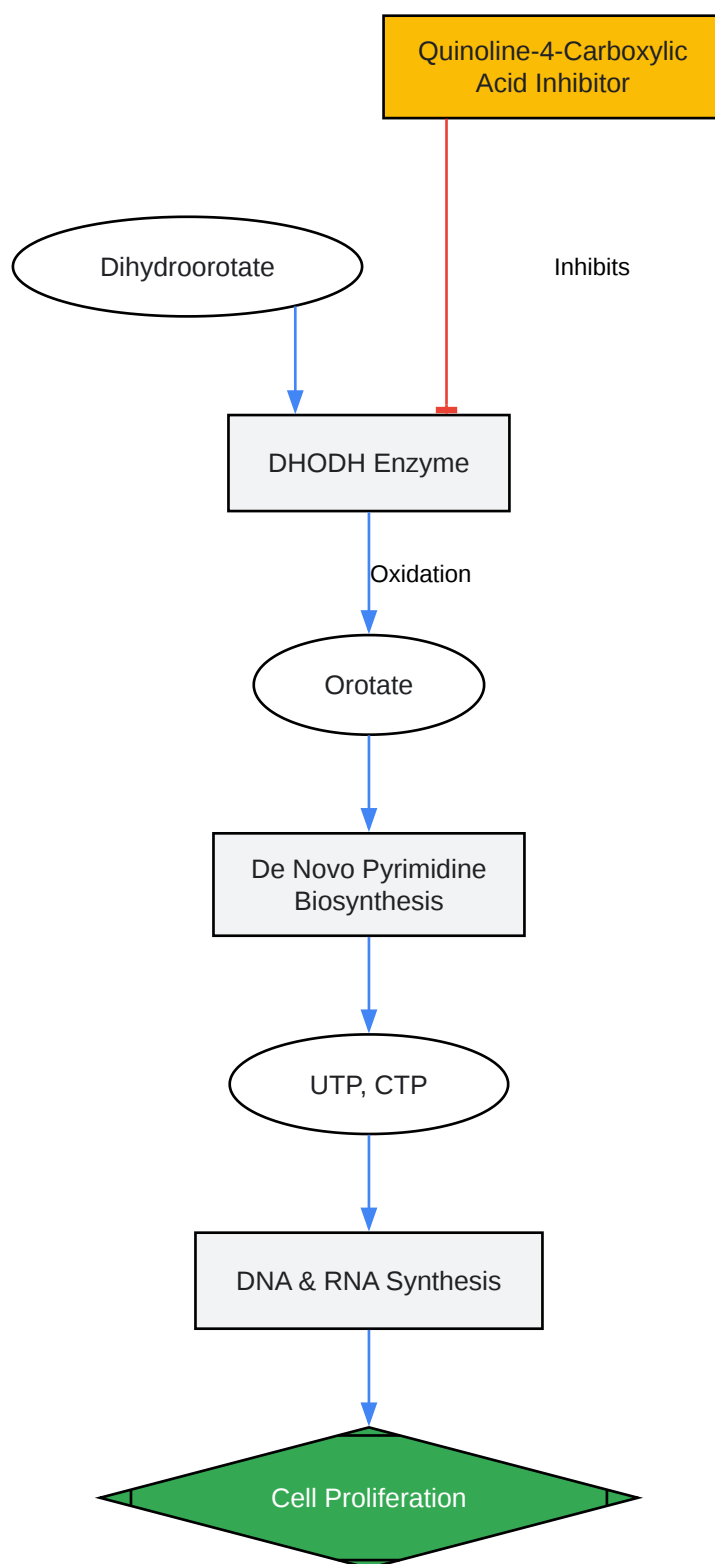 Quinoline-4-Carboxylic
Acid Inhibitor
Dihydroorotate
Inhibits
DHODH Enzyme
Oxidation
Orotate
De Novo Pyrimidine
Biosynthesis
UTP, CTP
DNA & RNA Synthesis
Cell Proliferation